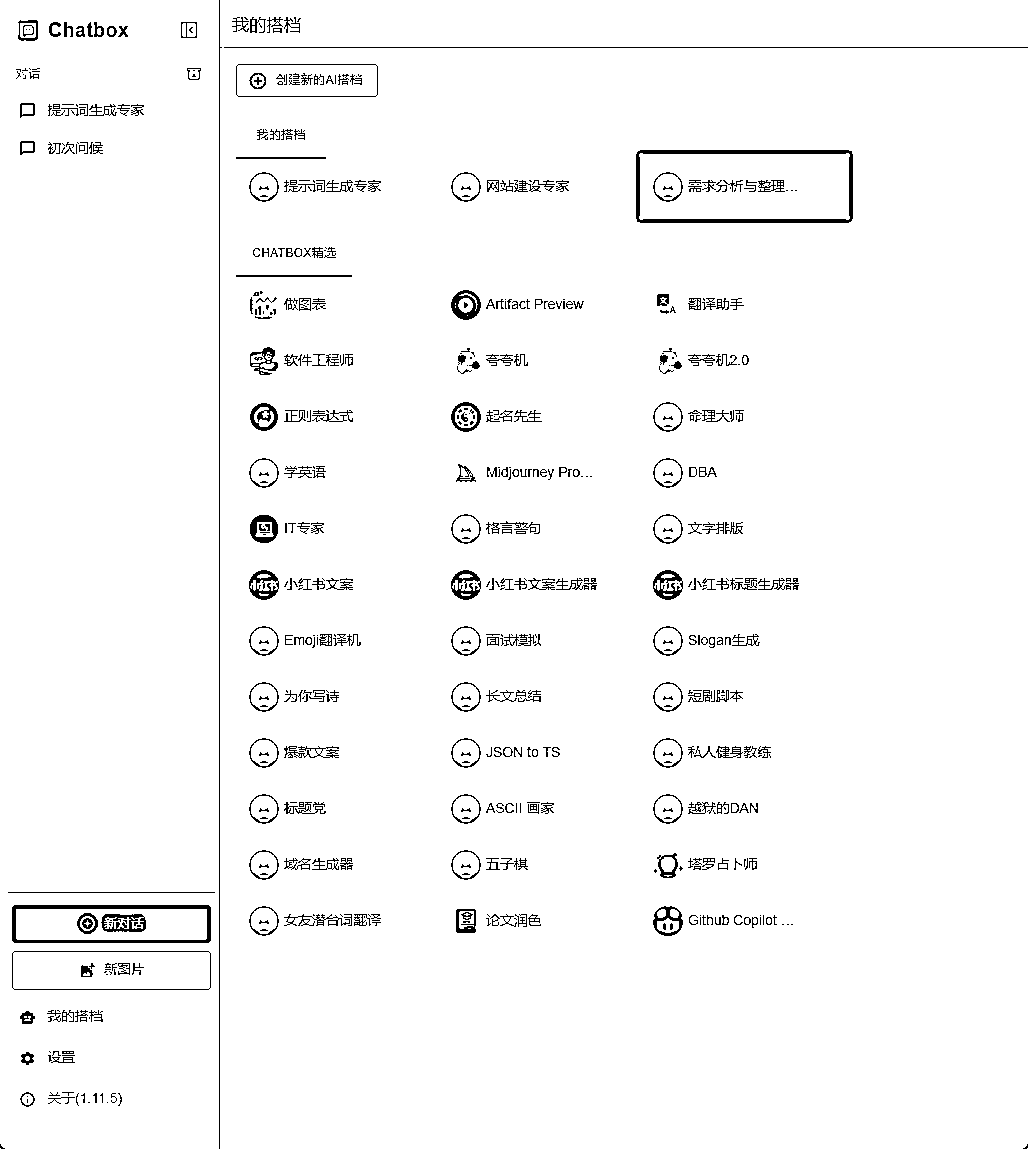 Chatbox
对话
提示词生成专家
初次问候
新对话
新图片
我的搭档
设置
关于(1.11.5)
我的搭档
创建新的AI搭档
我的搭档
提示词生成专家
网站建设专家
需求分析与整理...
CHATBOX精选
做图表
Artifact Preview
翻译助手
软件工程师
夸夸机
夸夸机2.0
正则表达式
起名先生
命理大师
学英语
Midjourney Pro...
DBA
IT专家
格言警句
文字排版
小红书文案
小红书文案生成器
小红书标题生成器
Emoji翻译机
面试模拟
Slogan生成
为你写诗
长文总结
短剧脚本
爆款文案
JSON to TS
私人健身教练
标题党
ASCII 画家
越狱的DAN
域名生成器
五子棋
塔罗占卜师
女友潜台词翻译
论文润色
Github Copilot ...